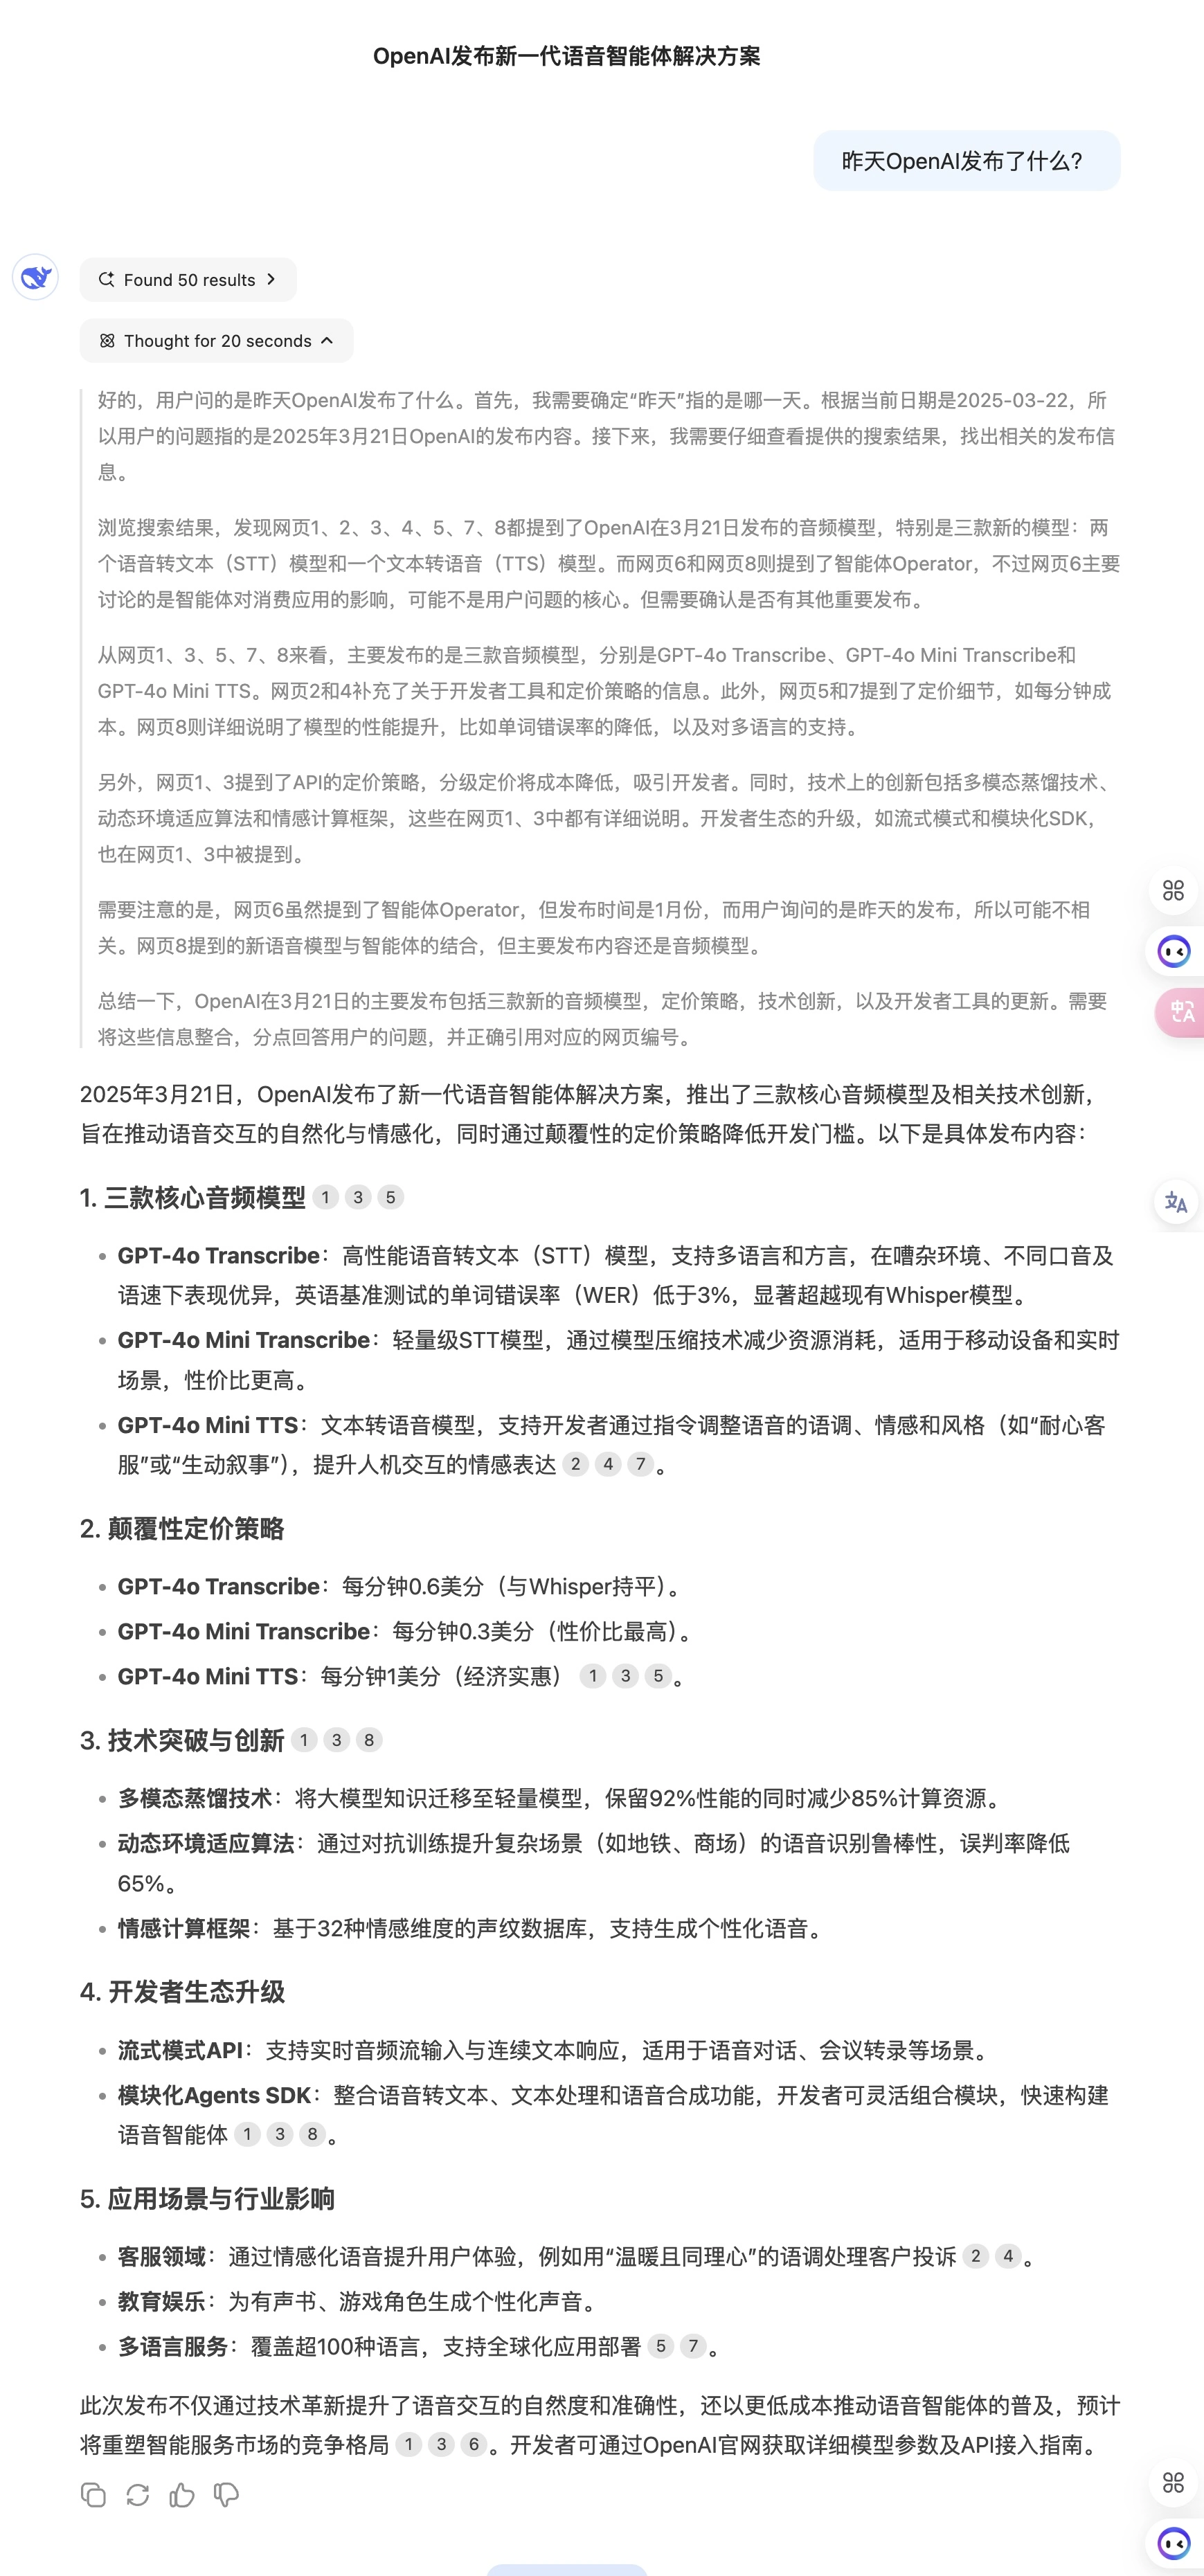 OpenAI发布新一代语音智能体解决方案
昨天OpenAI发布了什么?
Found 50 results
Thought for 20 seconds
好的，用户问的是昨天OpenAI发布了什么。首先，我需要确定“昨天”指的是哪一天。根据当前日期是2025-03-22，所
以用户的问题指的是2025年3月21日OpenAI的发布内容。接下来，我需要仔细查看提供的搜索结果，找出相关的发布信
息。
浏览搜索结果，发现网页1、2、3、4、5、7、8都提到了OpenAI在3月21日发布的音频模型，特别是三款新的模型：两
个语音转文本（STT）模型和一个文本转语音（TTS）模型。而网页6和网页8则提到了智能体Operator，不过网页6主要
讨论的是智能体对消费应用的影响，可能不是用户问题的核心。但需要确认是否有其他重要发布。
从网页1、3、5、7、8来看，主要发布的是三款音频模型，分别是GPT-4o Transcribe、GPT-4o Mini Transcribe和
GPT-4o Mini TTS。网页2和4补充了关于开发者工具和定价策略的信息。此外，网页5和7提到了定价细节，如每分钟成
本。网页8则详细说明了模型的性能提升，比如单词错误率的降低，以及对多语言的支持。
另外，网页1、3提到了API的定价策略，分级定价将成本降低，吸引开发者。同时，技术上的创新包括多模态蒸馏技术、
动态环境适应算法和情感计算框架，这些在网页1、3中都有详细说明。开发者生态的升级，如流式模式和模块化SDK，
也在网页1、3中被提到。
需要注意的是，网页6虽然提到了智能体Operator，但发布时间是1月份，而用户询问的是昨天的发布，所以可能不相
关。网页8提到的新语音模型与智能体的结合，但主要发布内容还是音频模型。
总结一下，OpenAI在3月21日的主要发布包括三款新的音频模型，定价策略，技术创新，以及开发者工具的更新。需要
将这些信息整合，分点回答用户的问题，并正确引用对应的网页编号。
2025年3月21日，OpenAI发布了新一代语音智能体解决方案，推出了三款核心音频模型及相关技术创新，
旨在推动语音交互的自然化与情感化，同时通过颠覆性的定价策略降低开发门槛。以下是具体发布内容：
1. 三款核心音频模型 1 3 5
GPT-4o Transcribe：高性能语音转文本（STT）模型，支持多语言和方言，在嘈杂环境、不同口音及
语速下表现优异，英语基准测试的单词错误率（WER）低于3%，显著超越现有Whisper模型。
GPT-4o Mini Transcribe：轻量级STT模型，通过模型压缩技术减少资源消耗，适用于移动设备和实时
场景，性价比更高。
GPT-4o Mini TTS：文本转语音模型，支持开发者通过指令调整语音的语调、情感和风格（如“耐心客
服”或“生动叙事”），提升人机交互的情感表达 2 4 7 。
2. 颠覆性定价策略
GPT-4o Transcribe：每分钟0.6美分（与Whisper持平）。
GPT-4o Mini Transcribe：每分钟0.3美分（性价比最高）。
GPT-4o Mini TTS：每分钟1美分（经济实惠） 1 3 5 。
3. 技术突破与创新 1 3 8
多模态蒸馏技术：将大模型知识迁移至轻量模型，保留92%性能的同时减少85%计算资源。
动态环境适应算法：通过对抗训练提升复杂场景（如地铁、商场）的语音识别鲁棒性，误判率降低
65%。
情感计算框架：基于32种情感维度的声纹数据库，支持生成个性化语音。
4. 开发者生态升级
流式模式API：支持实时音频流输入与连续文本响应，适用于语音对话、会议转录等场景。
模块化Agents SDK：整合语音转文本、文本处理和语音合成功能，开发者可灵活组合模块，快速构建
语音智能体 1 3 8 。
5. 应用场景与行业影响
客服领域：通过情感化语音提升用户体验，例如用“温暖且同理心”的语调处理客户投诉 2 4 。
教育娱乐：为有声书、游戏角色生成个性化声音。
多语言服务：覆盖超100种语言，支持全球化应用部署 5 7 。
此次发布不仅通过技术革新提升了语音交互的自然度和准确性，还以更低成本推动语音智能体的普及，预计
将重塑智能服务市场的竞争格局 1 3 6 。开发者可通过OpenAI官网获取详细模型参数及API接入指南。